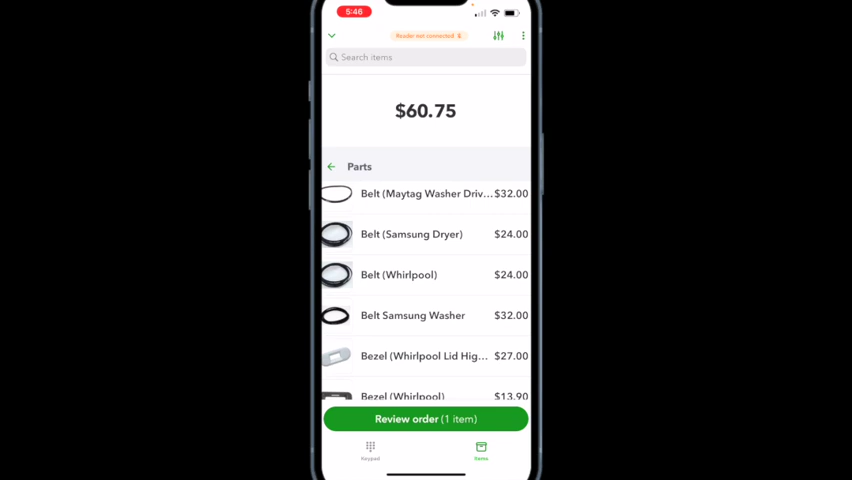 5:46
Reader not connected
Search items
$60.75
Parts
Belt (Maytag Washer Driv... $32.00
Belt (Samsung Dryer) $24.00
Belt (Whirlpool) $24.00
Belt Samsung Washer $32.00
Bezel (Whirlpool Lid Hig... $27.00
Bezel (Whirlpool) $13.90
Review order (1 item)
Keypad Items